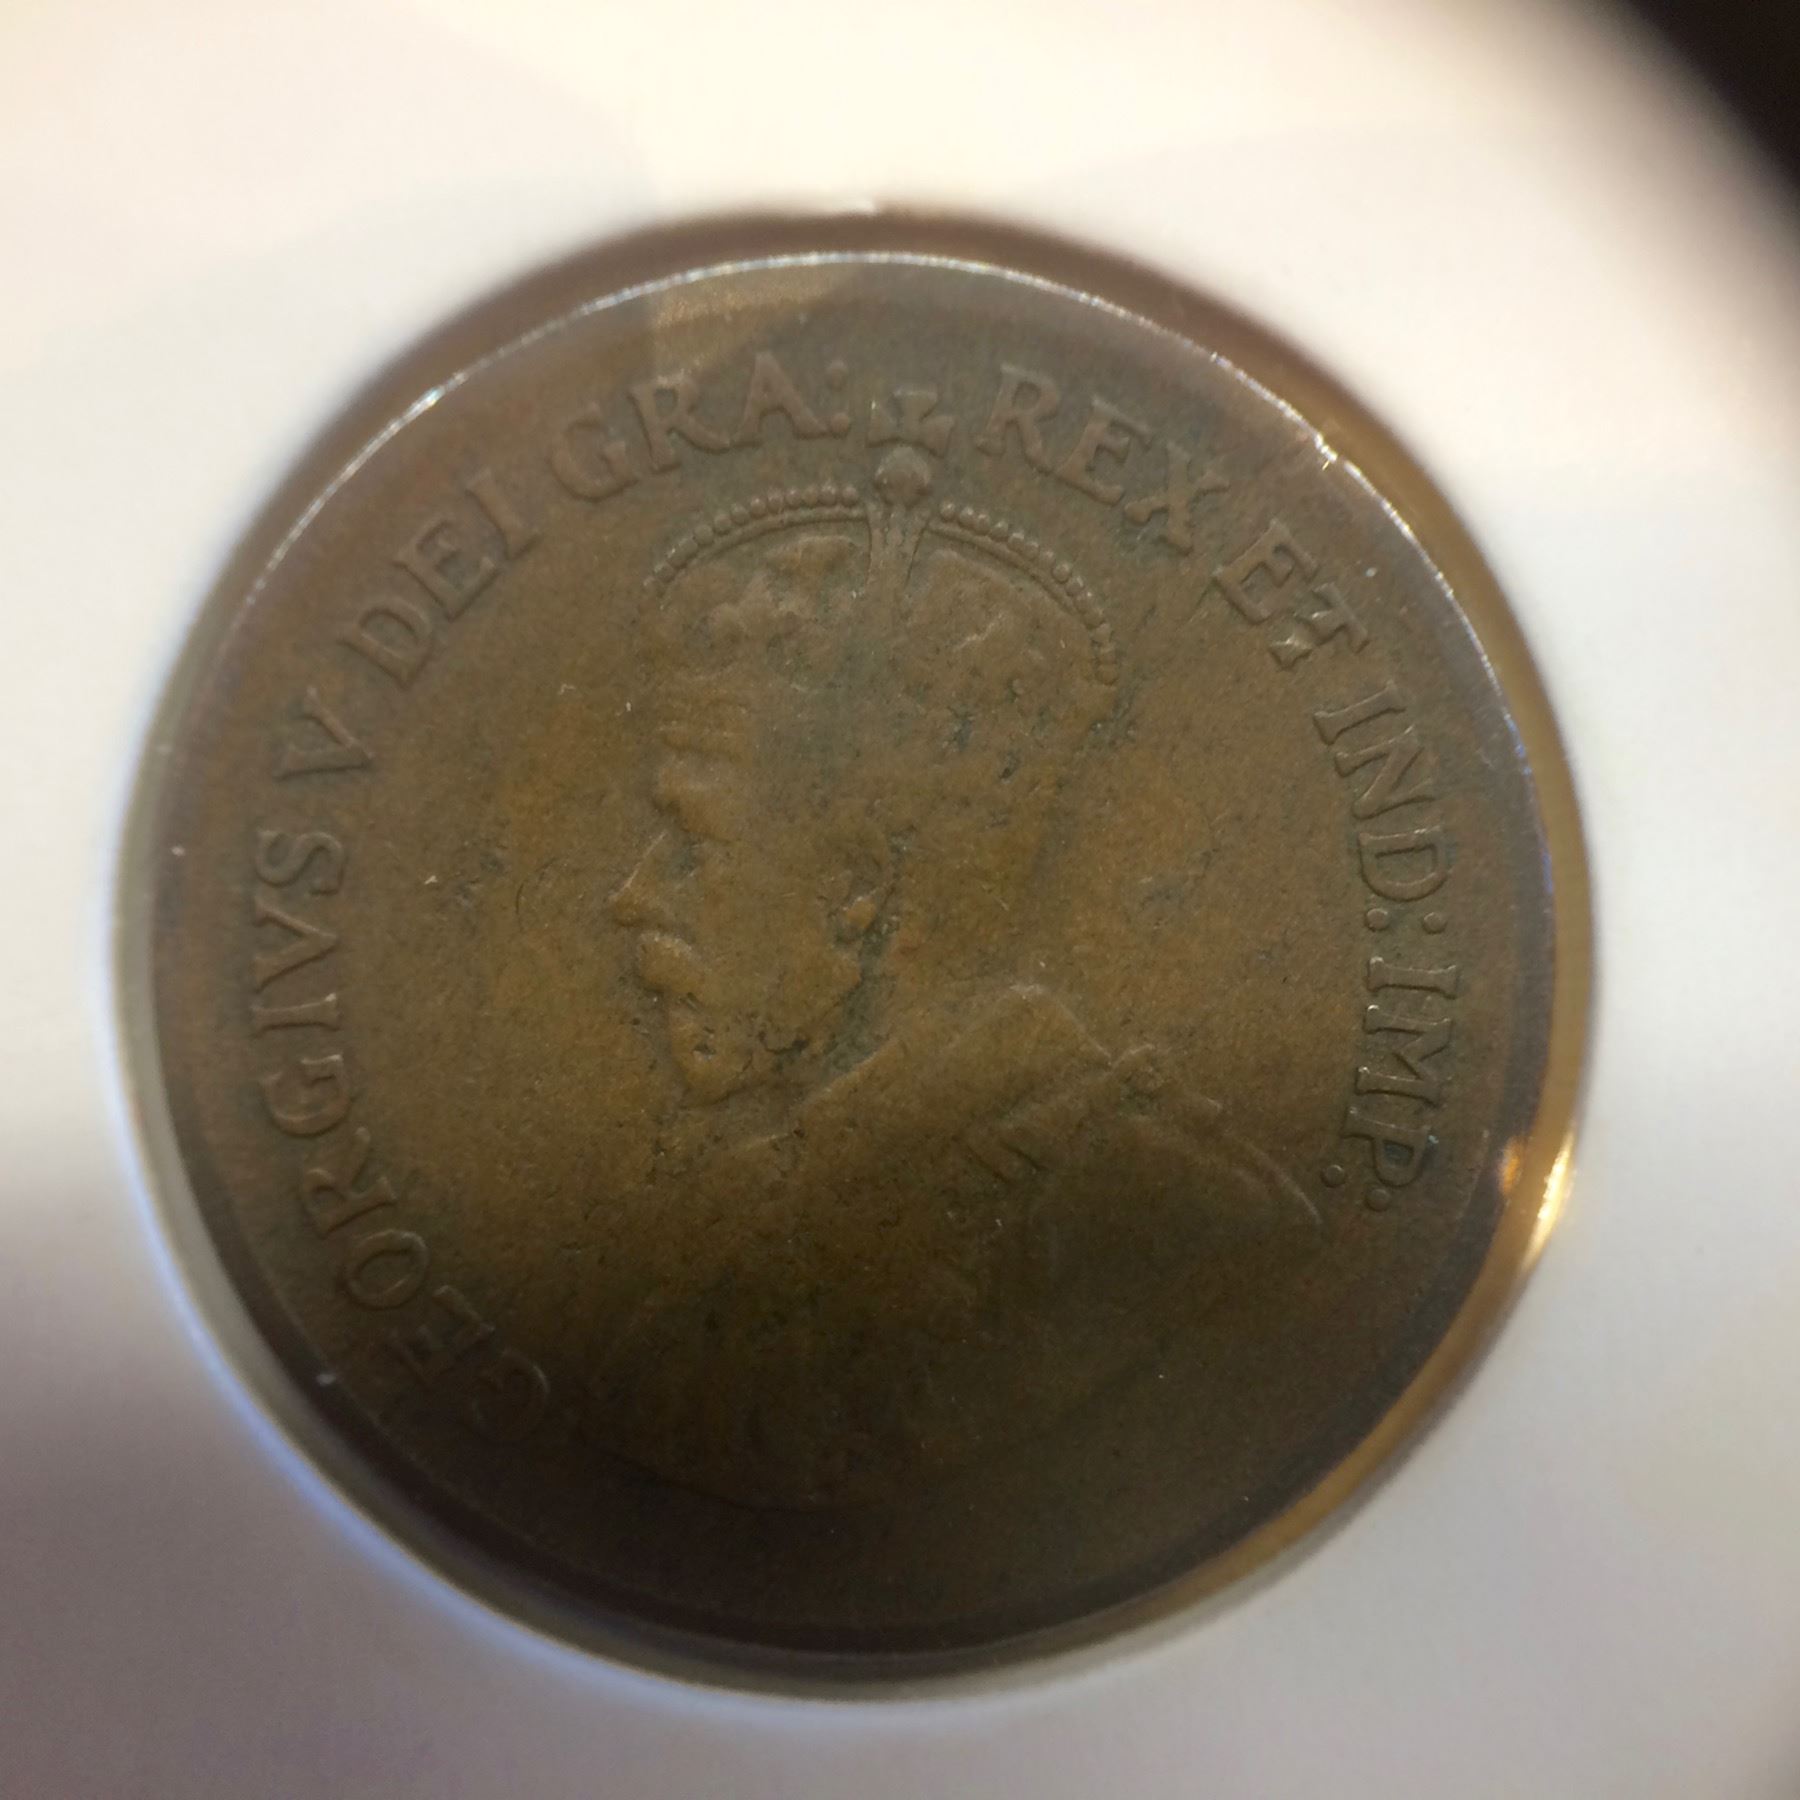 GEORGIVS V DEI GRA: REX ET IND: IMP: